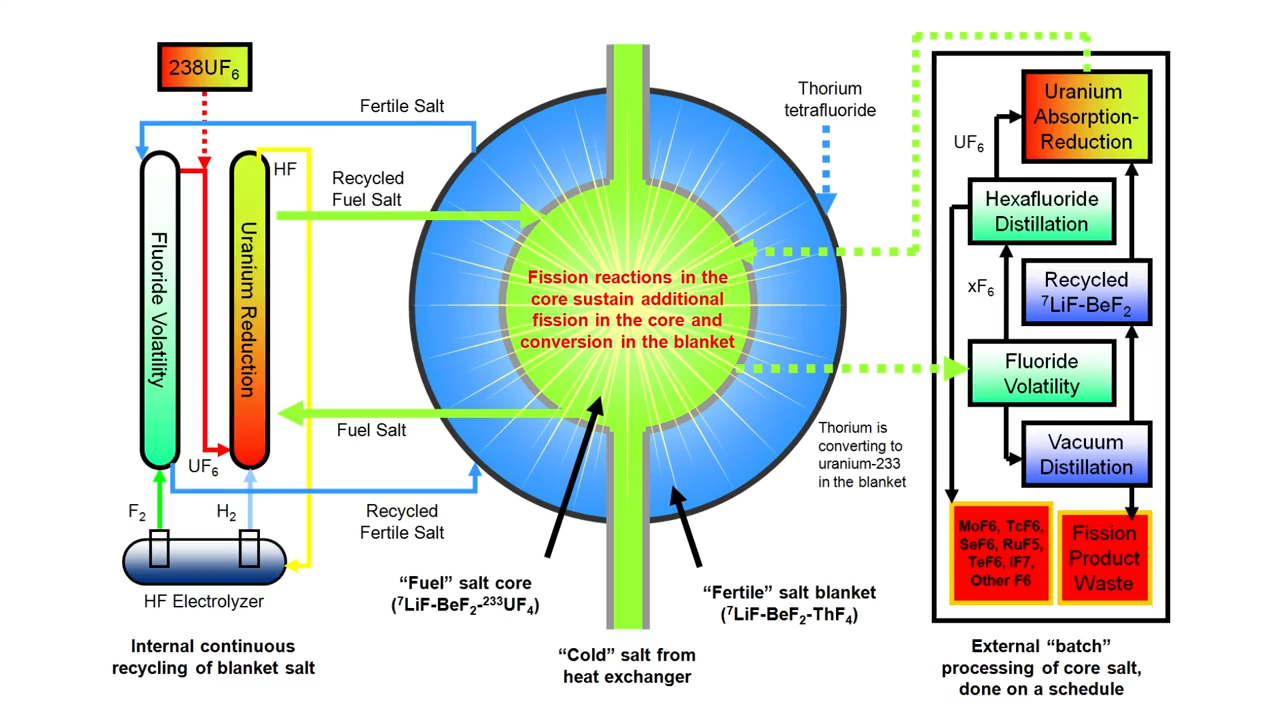 238UF₆
Fertile Salt
HF
Recycled
Fuel Salt
Fluoride Volatility
Uranium Reduction
Fuel Salt
UF₆
F₂
H₂
Recycled
Fertile Salt
HF Electrolyzer
Internal continuous
recycling of blanket salt
Thorium
tetrafluoride
Fission reactions in the
core sustain additional
fission in the core and
conversion in the blanket
Thorium is
converting to
uranium-233
in the blanket
“Fuel” salt core
(⁷LiF-BeF₂-²³³UF₄)
“Fertile” salt blanket
(⁷LiF-BeF₂-ThF₄)
“Cold” salt from
heat exchanger
Uranium
Absorption-
Reduction
UF₆
Hexafluoride
Distillation
xF₆
Recycled
⁷LiF-BeF₂
Fluoride
Volatility
Vacuum
Distillation
MoF6, TcF6,
SeF6, RuF5,
TeF6, IF7,
Other F6
Fission
Product
Waste
External “batch”
processing of core salt,
done on a schedule